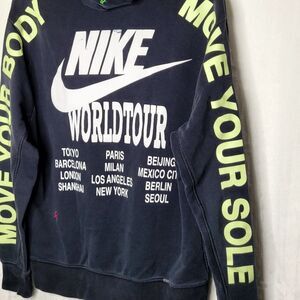 MOVE YOUR BODY
NIKE
WORLDTOUR
TOKYO
BARCELONA
LONDON
SHANGHAI
PARIS
MILAN
LOS ANGELES
NEW YORK
BEIJING
MEXICO CITY
BERLIN
SEOUL
MOVE YOUR SOLE